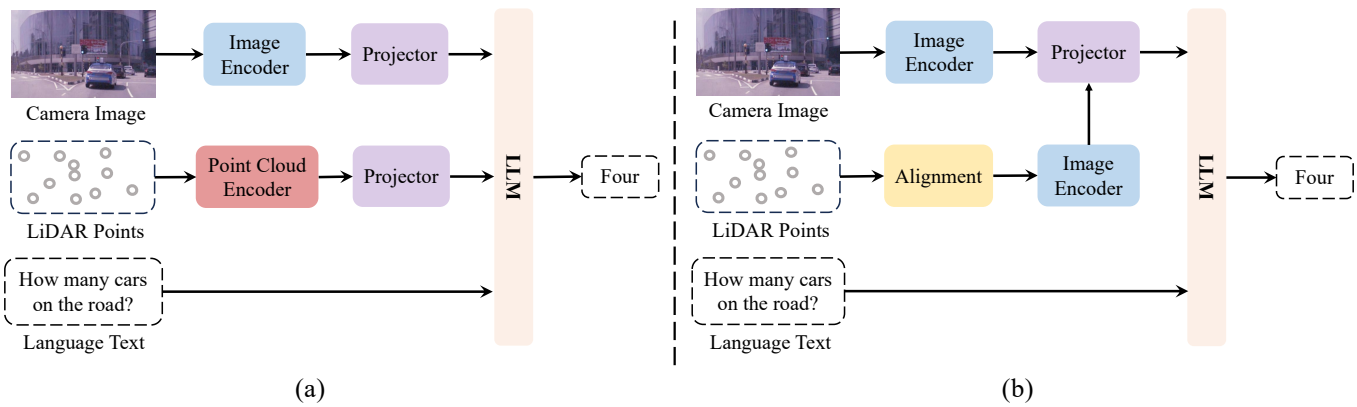 Image
Encoder
Projector
Camera Image
Point Cloud
Encoder
Projector
LiDAR Points
How many cars
on the road?
Language Text
LLM
Four
(a)
Image
Encoder
Projector
Camera Image
Alignment
Image
Encoder
LiDAR Points
How many cars
on the road?
Language Text
LLM
Four
(b)